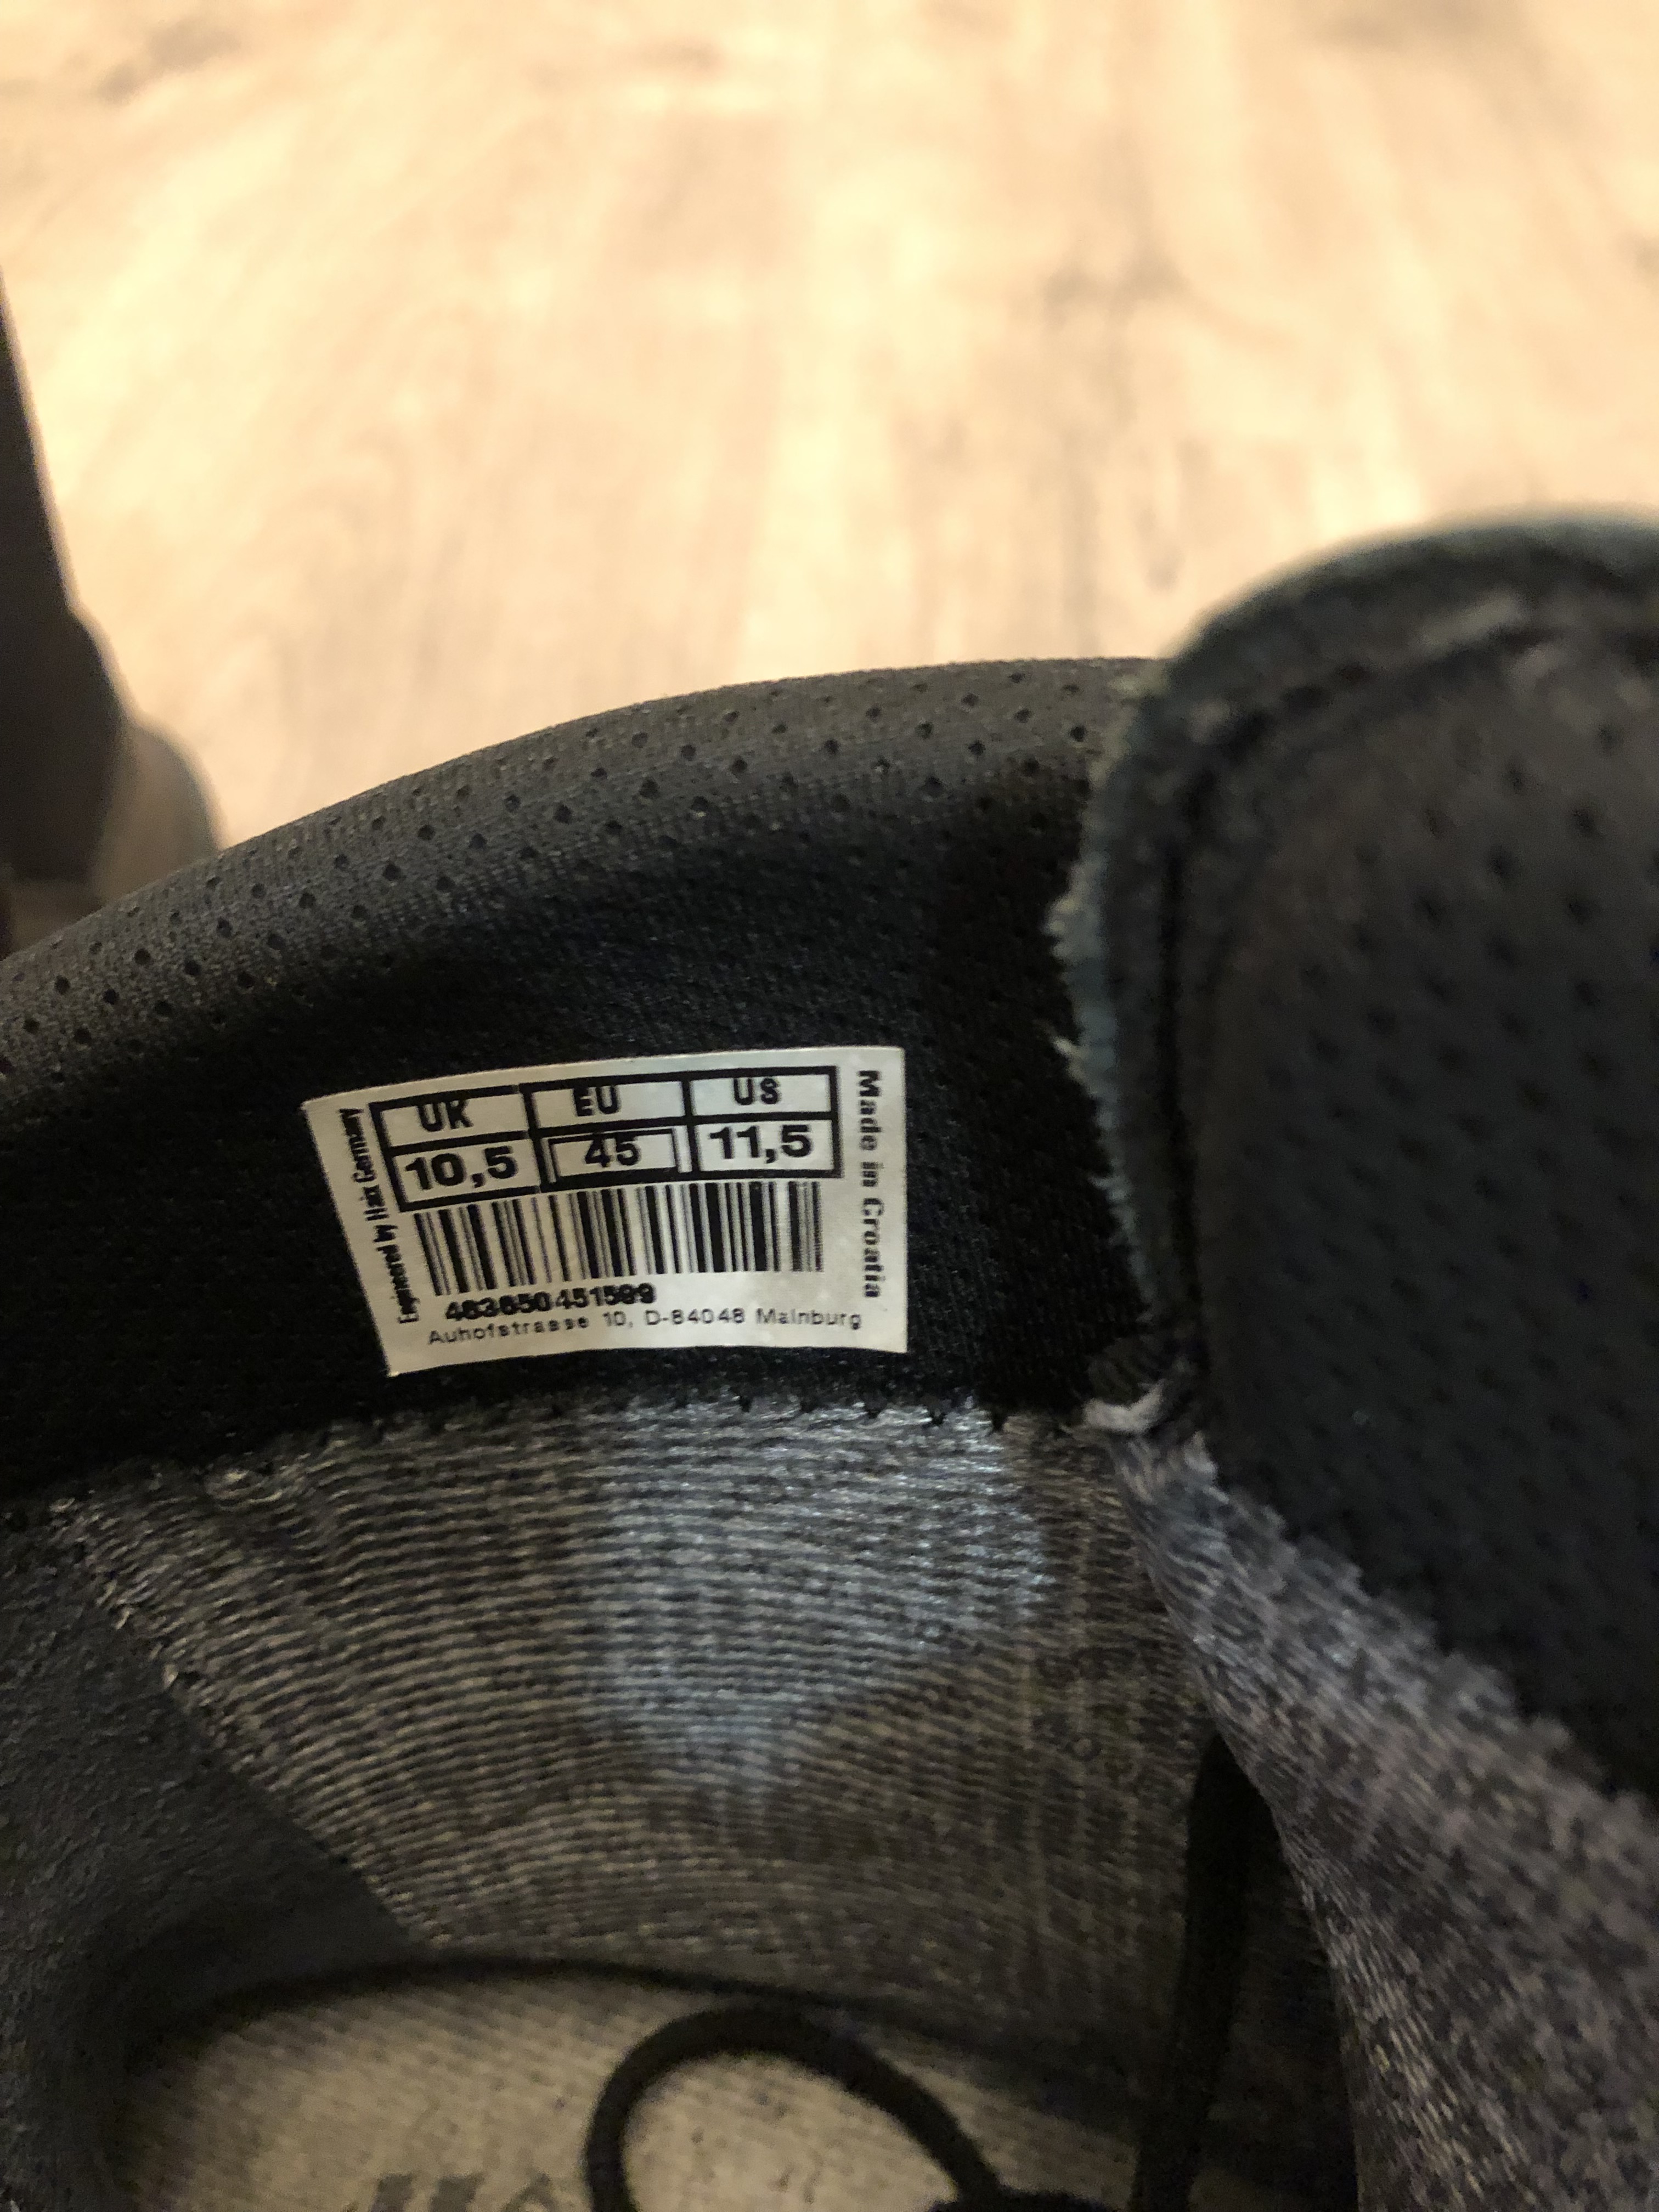 Engineered by Haix Germany
UK EU US
10,5 45 11,5
463650451599
Auhofstrasse 10, D-84048 Mainburg
Made in Croatia